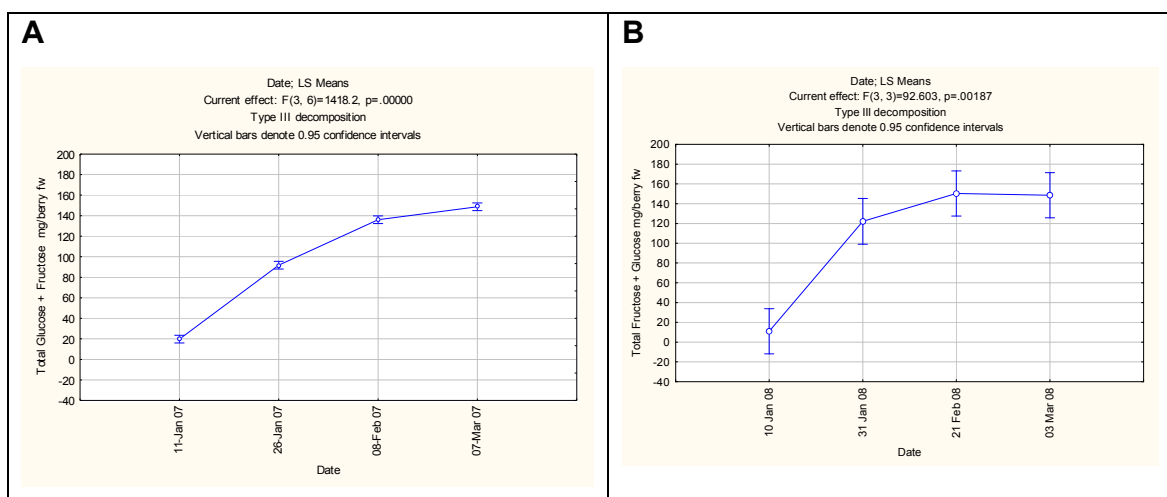 A
Date; LS Means
Current effect: F(3, 6)=1418.2, p=.00000
Type III decomposition
Vertical bars denote 0.95 confidence intervals
Total Glucose + Fructose mg/berry fw
200
180
160
140
120
100
80
60
40
20
0
-20
-40
11-Jan 07
26-Jan 07
08-Feb 07
07-Mar 07
Date
B
Date; LS Means
Current effect: F(3, 3)=92.603, p=.00187
Type III decomposition
Vertical bars denote 0.95 confidence intervals
Total Fructose + Glucose mg/berry fw
200
180
160
140
120
100
80
60
40
20
0
-20
-40
10 Jan 08
31 Jan 08
21 Feb 08
03 Mar 08
Date